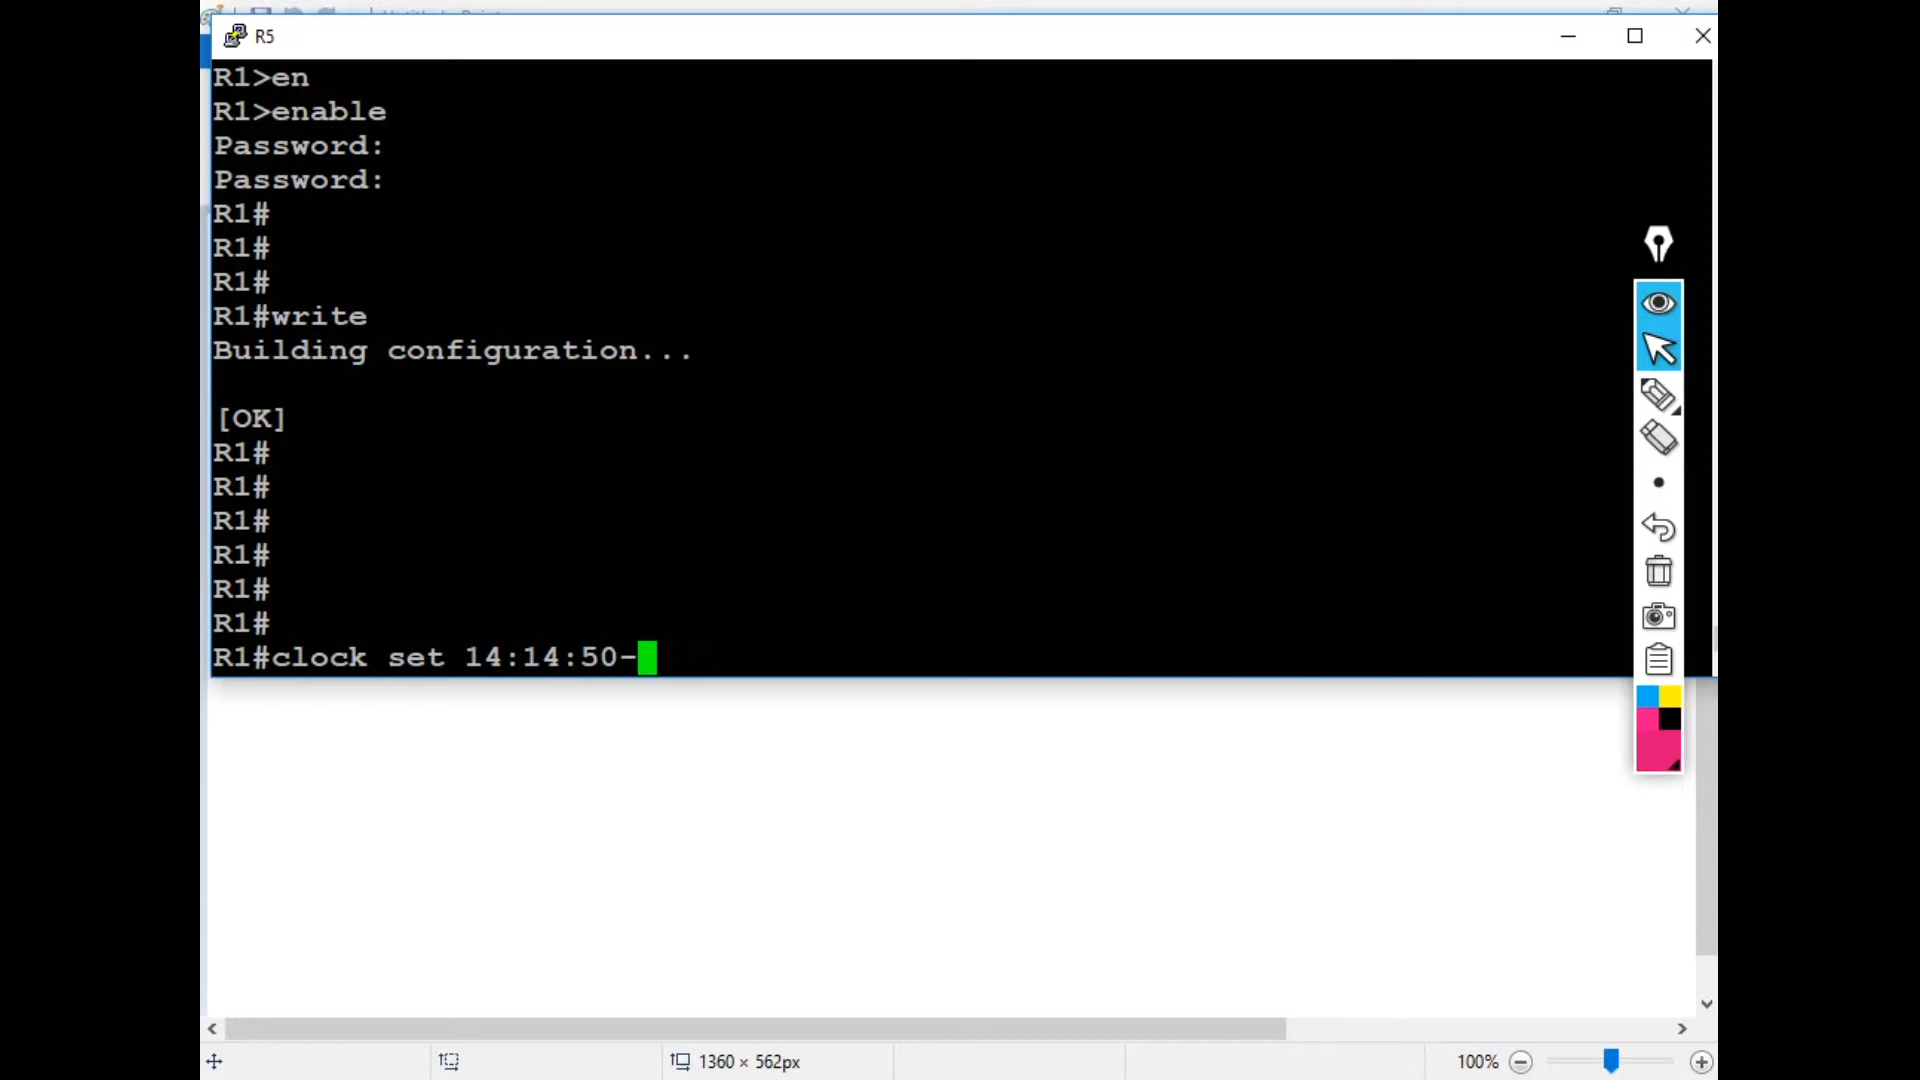 R5
R1>en
R1>enable
Password:
Password:
R1#
R1#
R1#
R1#write
Building configuration...
[OK]
R1#
R1#
R1#
R1#
R1#
R1#
R1#clock set 14:14:50-
1360 × 562px
100%